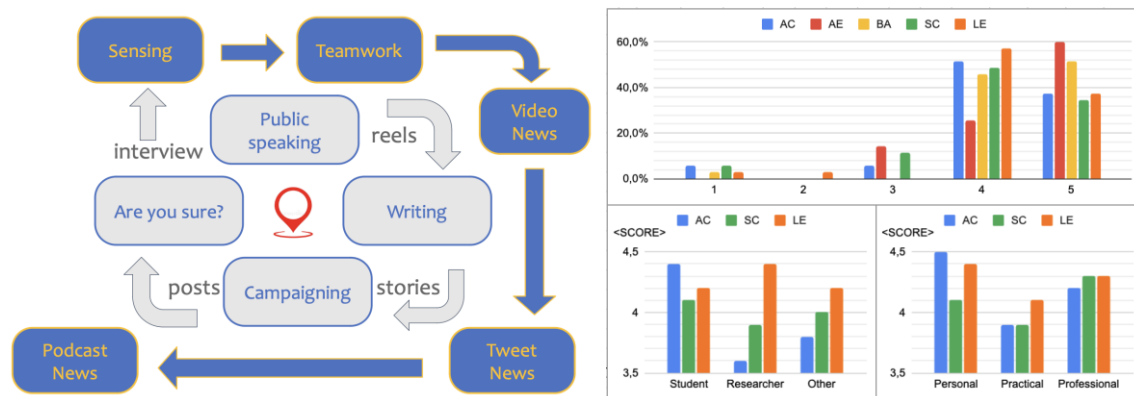 Sensing
Teamwork
Video
News
Public
speaking
reels
interview
Are you sure?
Writing
posts
Campaigning
stories
Podcast
News
Tweet
News
AC AE BA SC LE
60,0%
40,0%
20,0%
0,0%
1 2 3 4 5
AC SC LE
<SCORE>
4,5
4
3,5
Student Researcher Other
AC SC LE
<SCORE>
4,5
4
3,5
Personal Practical Professional